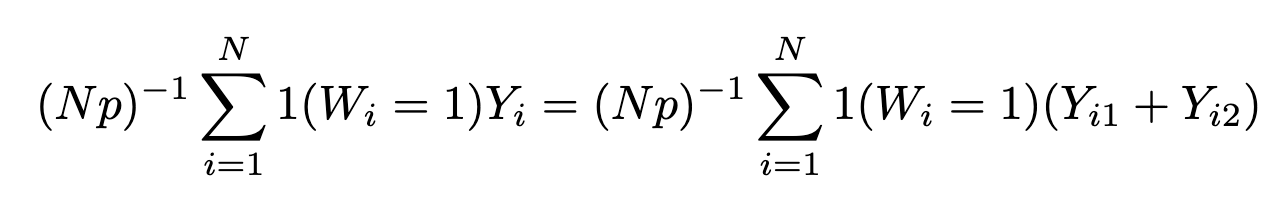 (Np)^{-1} \sum_{i=1}^{N} 1(W_i = 1)Y_i = (Np)^{-1} \sum_{i=1}^{N} 1(W_i = 1)(Y_{i1} + Y_{i2})